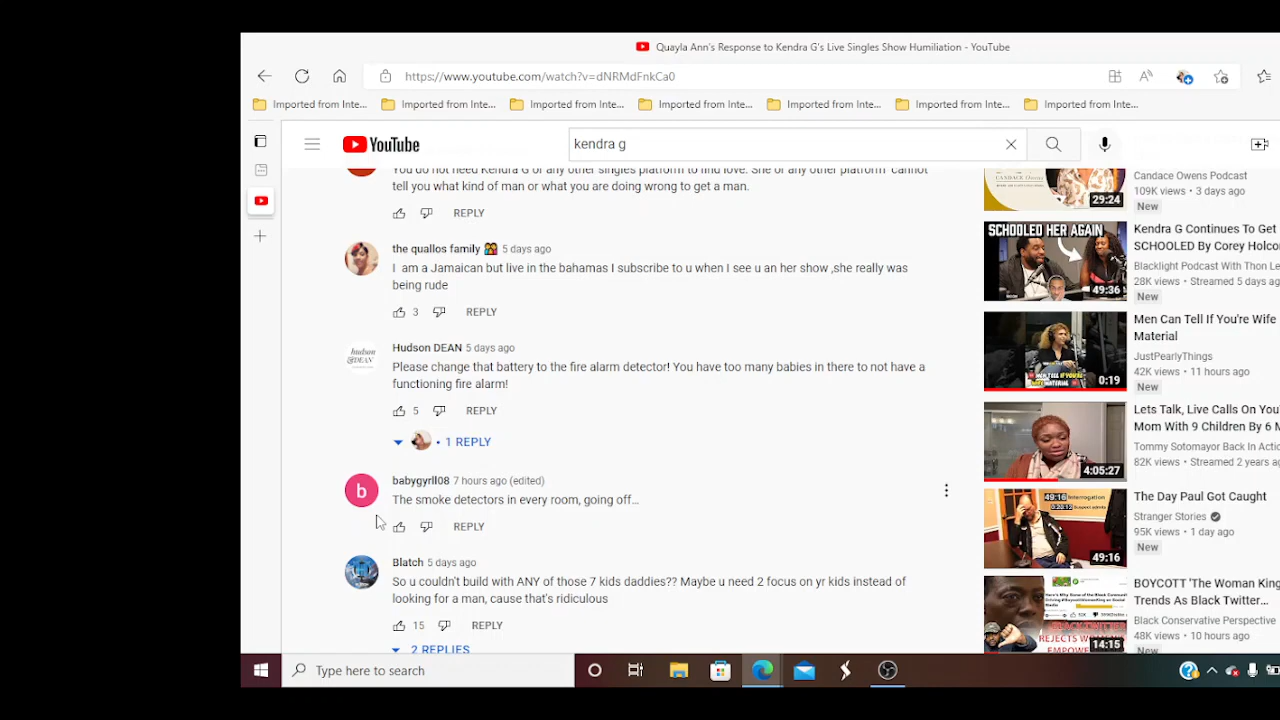 Quayla Ann's Response to Kendra G's Live Singles Show Humiliation - YouTube
https://www.youtube.com/watch?v=dNRMdFnkCa0
Imported from Inte... Imported from Inte... Imported from Inte... Imported from Inte... Imported from Inte... Imported from Inte... Imported from Inte...
YouTube
kendra g
You do not need Kendra G or any other singles platform to find love. She or any other platform cannot
tell you what kind of man or what you are doing wrong to get a man.
REPLY
the quallos family 5 days ago
I am a Jamaican but live in the bahamas I subscribe to u when I see u an her show ,she really was
being rude
3 REPLY
hudson
&DEAN
Hudson DEAN 5 days ago
Please change that battery to the fire alarm detector! You have too many babies in there to not have a
functioning fire alarm!
5 REPLY
• 1 REPLY
b
babygyrll08 7 hours ago (edited)
The smoke detectors in every room, going off...
REPLY
Blatch 5 days ago
So u couldn't build with ANY of those 7 kids daddies?? Maybe u need 2 focus on yr kids instead of
looking for a man, cause that's ridiculous
1 REPLY
2 REPLIES
CANDACE OWENS
29:24
Candace Owens Podcast
109K views • 3 days ago
New
SCHOOLED HER AGAIN
49:36
Kendra G Continues To Get
SCHOOLED By Corey Holcom
Blacklight Podcast With Thon Le
28K views • Streamed 5 days ag
New
0:19
Men Can Tell If You're Wife
Material
JustPearlyThings
42K views • 11 hours ago
New
4:05:27
Lets Talk, Live Calls On You
Mom With 9 Children By 6 M
Tommy Sotomayor Back In Actio
82K views • Streamed 2 years ag
49:16 Interrogation
49:16
The Day Paul Got Caught
Stranger Stories
95K views • 1 day ago
New
REJECTS WOMAN
14:15
BOYCOTT 'The Woman King
Trends As Black Twitter...
Black Conservative Perspective
48K views • 10 hours ago
New
Type here to search